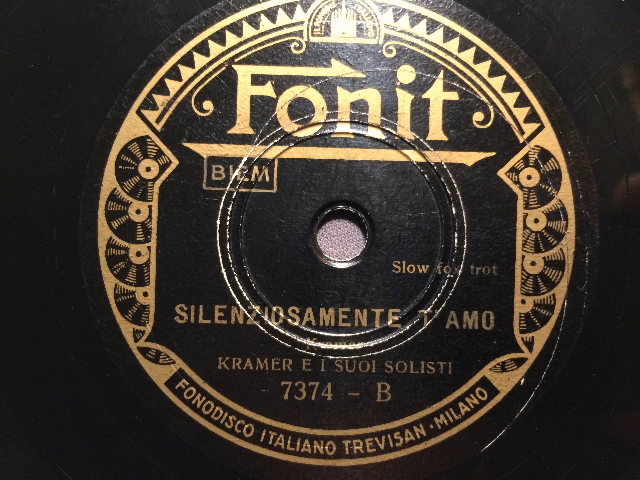 Fonit
BIEM
Slow fox trot
SILENZIOSAMENTE T'AMO
KRAMER E I SUOI SOLISTI
7374 - B
FONODISCO ITALIANO TREVISAN · MILANO